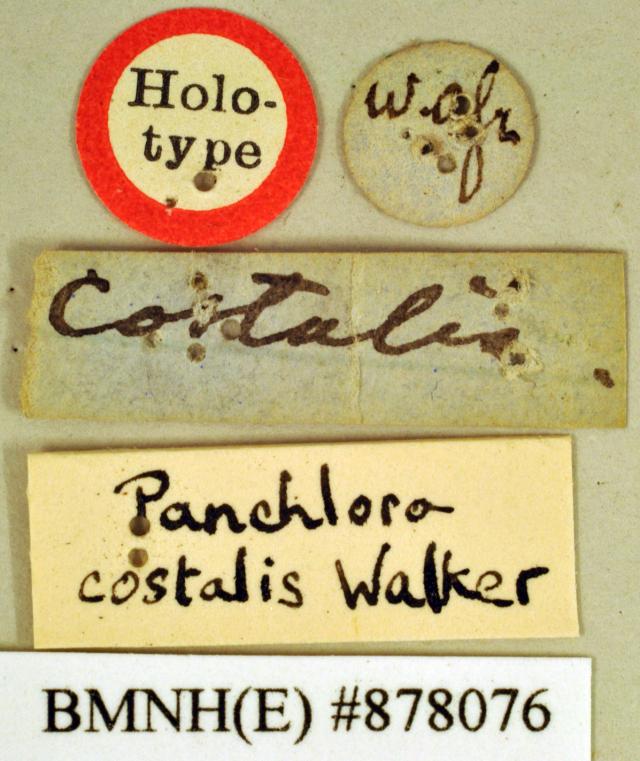 Holo-
type
W. Afr
Costalis.
Panchlora
costalis Walker
BMNH(E) #878076